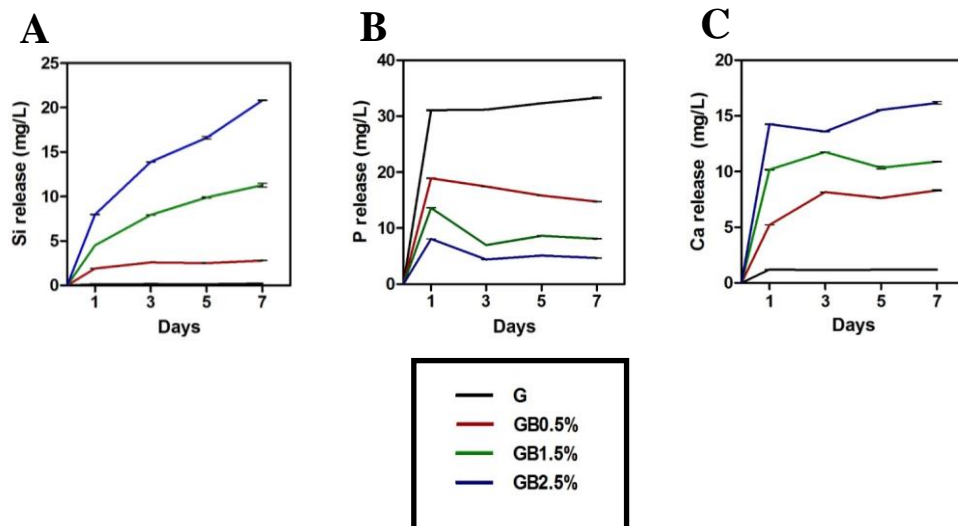 A
B
C
Si release (mg/L)
25
20
15
10
5
0
1 3 5 7
Days
P release (mg/L)
40
30
20
10
0
1 3 5 7
Days
Ca release (mg/L)
20
15
10
5
0
1 3 5 7
Days
G
GB0.5%
GB1.5%
GB2.5%